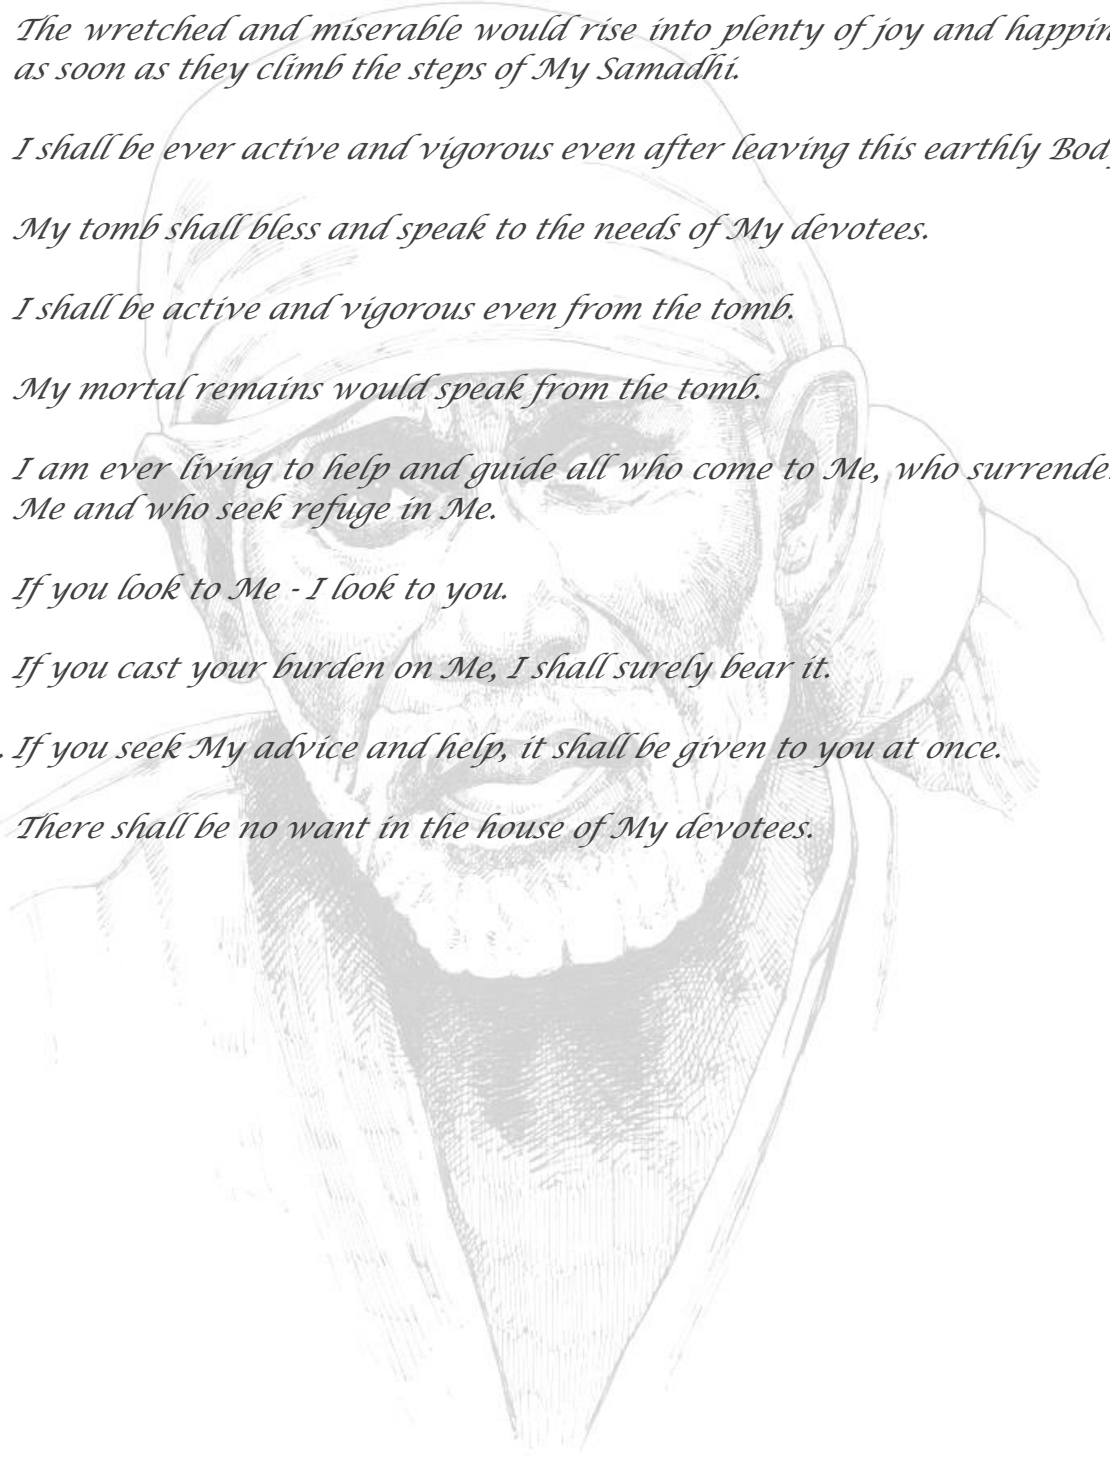 The wretched and miserable would rise into plenty of joy and happin
as soon as they climb the steps of My Samadhi.
I shall be ever active and vigorous even after leaving this earthly Bod
My tomb shall bless and speak to the needs of My devotees.
I shall be active and vigorous even from the tomb.
My mortal remains would speak from the tomb.
I am ever living to help and guide all who come to Me, who surrende
Me and who seek refuge in Me.
If you look to Me - I look to you.
If you cast your burden on Me, I shall surely bear it.
. If you seek My advice and help, it shall be given to you at once.
There shall be no want in the house of My devotees.